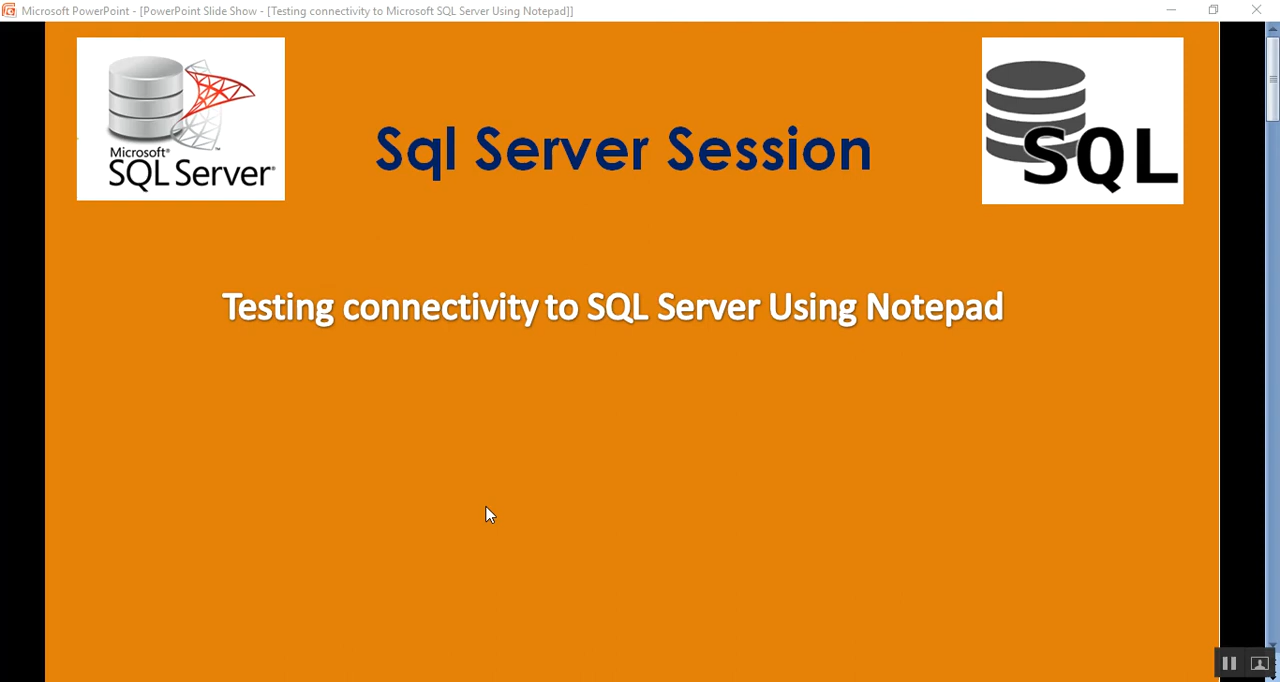 Microsoft PowerPoint - [PowerPoint Slide Show - [Testing connectivity to Microsoft SQL Server Using Notepad]]
Microsoft®
SQL Server®
Sql Server Session
SQL
Testing connectivity to SQL Server Using Notepad